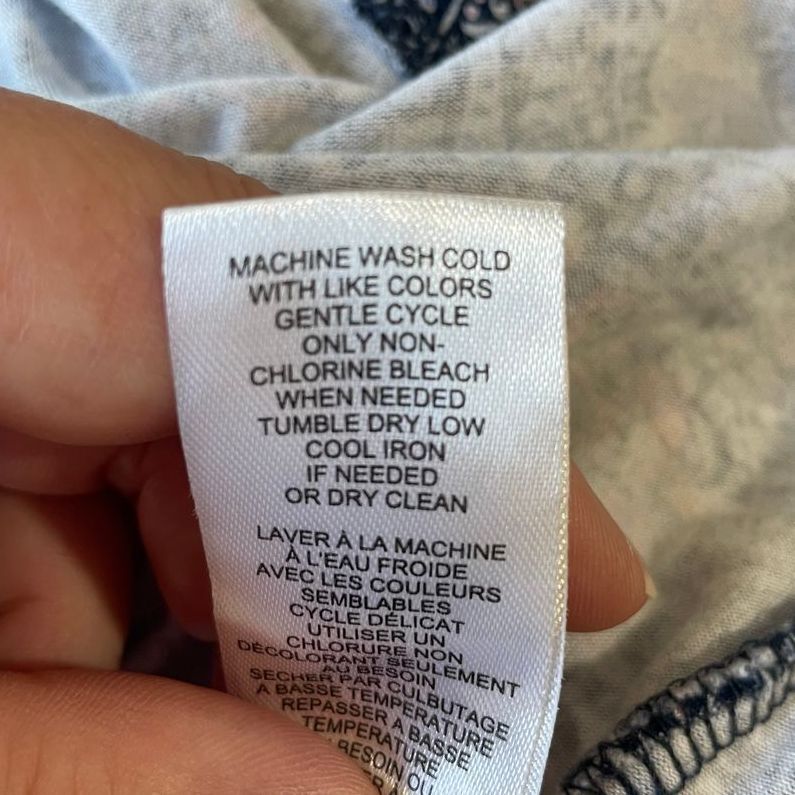 MACHINE WASH COLD
WITH LIKE COLORS
GENTLE CYCLE
ONLY NON-
CHLORINE BLEACH
WHEN NEEDED
TUMBLE DRY LOW
COOL IRON
IF NEEDED
OR DRY CLEAN
LAVER À LA MACHINE
À L'EAU FROIDE
AVEC LES COULEURS
SEMBLABLES
CYCLE DÉLICAT
UTILISER UN
CHLORURE NON
DÉCOLORANT SEULEMENT
AU BESOIN
SECHER PAR CULBUTAGE
A BASSE TEMPERATURE
REPASSER A BASSE
TEMPERATURE
BESOIN OU